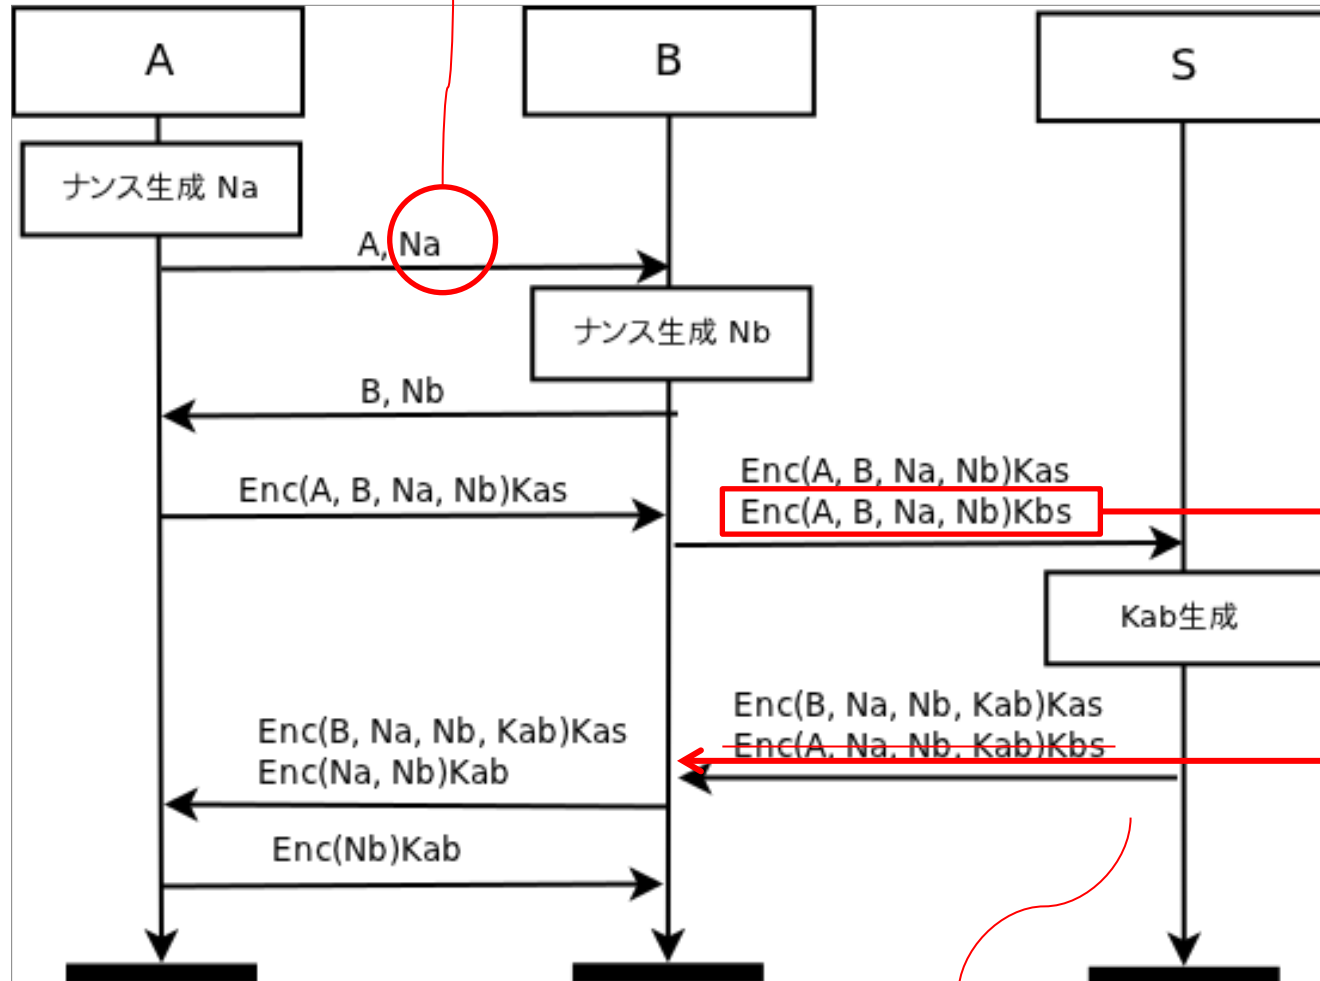 A
B
S
ナンス生成 Na
A, Na
ナンス生成 Nb
B, Nb
Enc(A, B, Na, Nb)Kas
Enc(A, B, Na, Nb)Kas
Enc(A, B, Na, Nb)Kbs
Kab生成
Enc(B, Na, Nb, Kab)Kas
Enc(A, Na, Nb, Kab)Kbs
Enc(B, Na, Nb, Kab)Kas
Enc(Na, Nb)Kab
Enc(Nb)Kab